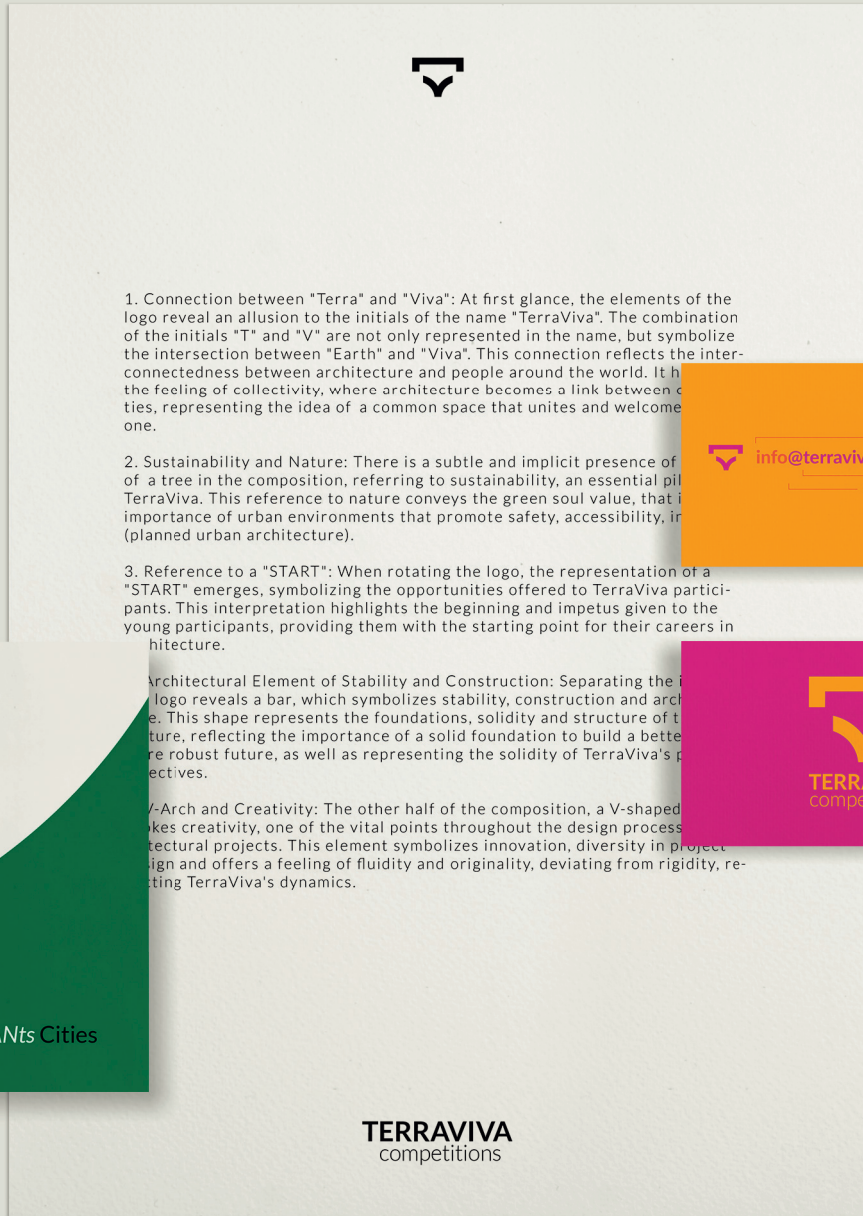 1. Connection between "Terra" and "Viva": At first glance, the elements of the
logo reveal an allusion to the initials of the name "TerraViva". The combination
of the initials "T" and "V" are not only represented in the name, but symbolize
the intersection between "Earth" and "Viva". This connection reflects the inter-
connectedness between architecture and people around the world. It
the feeling of collectivity, where architecture becomes a link between
ties, representing the idea of a common space that unites and welcome
one.
info@terraviv
2. Sustainability and Nature: There is a subtle and implicit presence of
of a tree in the composition, referring to sustainability, an essential pil
TerraViva. This reference to nature conveys the green soul value, that
importance of urban environments that promote safety, accessibility,
(planned urban architecture).
3. Reference to a "START": When rotating the logo, the representation of a
"START" emerges, symbolizing the opportunities offered to TerraViva partici-
pants. This interpretation highlights the beginning and impetus given to the
young participants, providing them with the starting point for their careers in
hitecture.
Architectural Element of Stability and Construction: Separating the
logo reveals a bar, which symbolizes stability, construction and arch
e. This shape represents the foundations, solidity and structure of
ture, reflecting the importance of a solid foundation to build a bette
re robust future, as well as representing the solidity of TerraViva's
ectives.
TERRA
compe
V-Arch and Creativity: The other half of the composition, a V-shaped
okes creativity, one of the vital points throughout the design process
tectural projects. This element symbolizes innovation, diversity in project
ign and offers a feeling of fluidity and originality, deviating from rigidity, re-
cting TerraViva's dynamics.
Nts Cities
TERRAVIVA
competitions